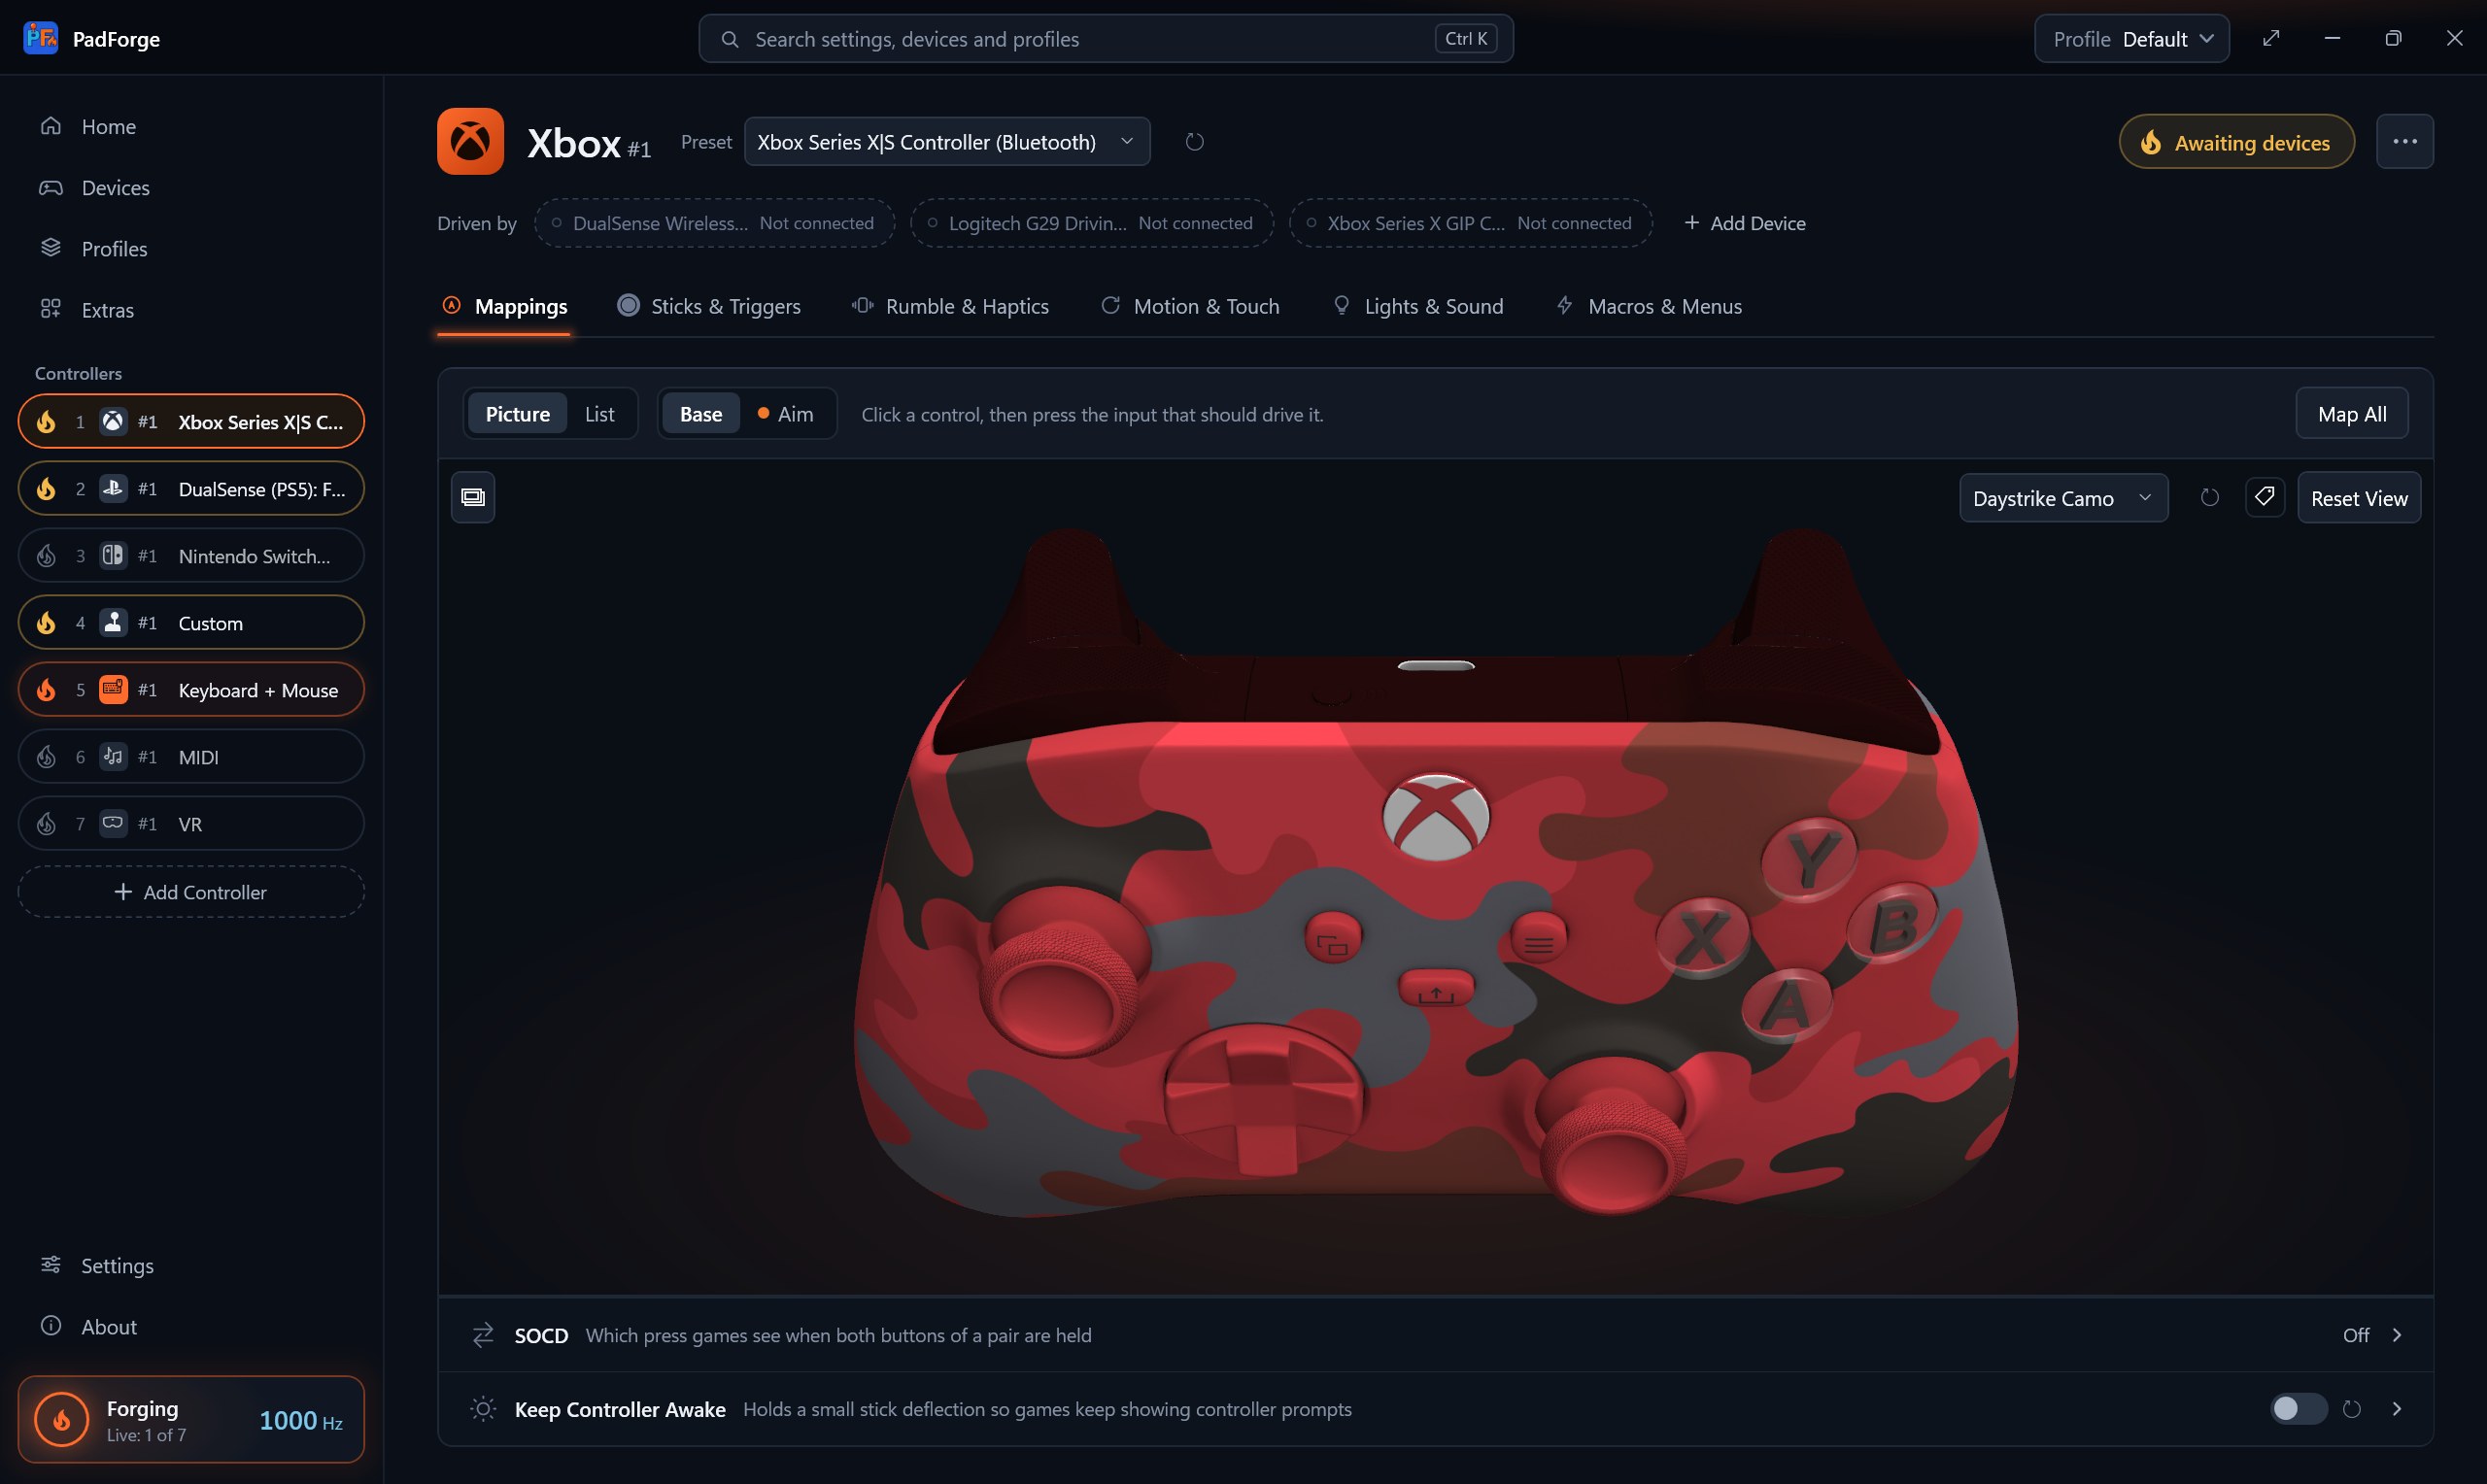 PF PadForge
Search settings, devices and profiles Ctrl K
Profile Default
Home
Devices
Profiles
Extras
Controllers
1 #1 Xbox Series X|S C...
2 #1 DualSense (PS5): F...
3 #1 Nintendo Switch...
4 #1 Custom
5 #1 Keyboard + Mouse
6 #1 MIDI
7 #1 VR
+ Add Controller
Settings
About
Forging
Live: 1 of 7
1000 Hz
Xbox #1 Preset Xbox Series X|S Controller (Bluetooth)
Awaiting devices
Driven by DualSense Wireless... Not connected Logitech G29 Drivin... Not connected Xbox Series X GIP C... Not connected + Add Device
Mappings Sticks & Triggers Rumble & Haptics Motion & Touch Lights & Sound Macros & Menus
Picture List Base Aim Click a control, then press the input that should drive it. Map All
Daystrike Camo Reset View
Y
X B
A
SOCD Which press games see when both buttons of a pair are held Off
Keep Controller Awake Holds a small stick deflection so games keep showing controller prompts